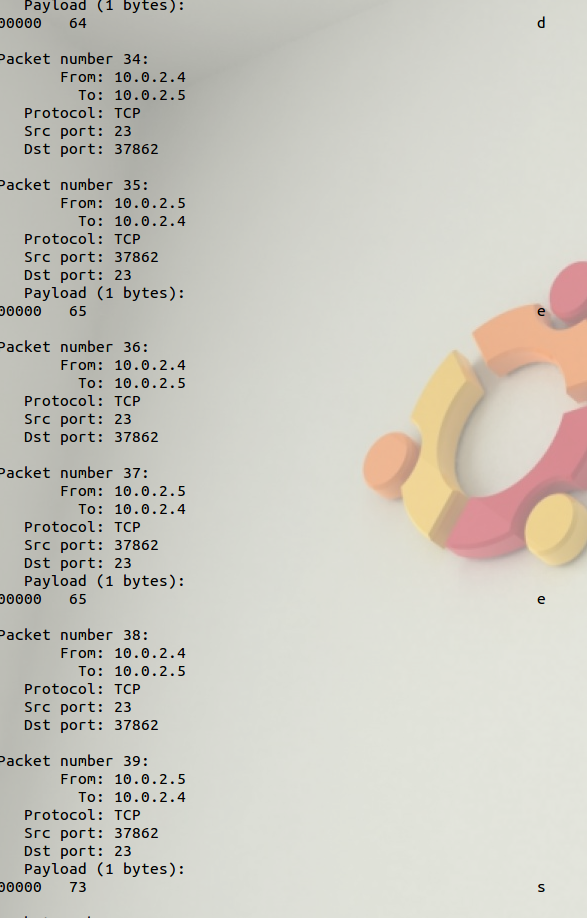 Payload (1 bytes):
00000   64                                                  d
Packet number 34:
From: 10.0.2.4
To: 10.0.2.5
Protocol: TCP
Src port: 23
Dst port: 37862
Packet number 35:
From: 10.0.2.5
To: 10.0.2.4
Protocol: TCP
Src port: 37862
Dst port: 23
Payload (1 bytes):
00000   65                                                  e
Packet number 36:
From: 10.0.2.4
To: 10.0.2.5
Protocol: TCP
Src port: 23
Dst port: 37862
Packet number 37:
From: 10.0.2.5
To: 10.0.2.4
Protocol: TCP
Src port: 37862
Dst port: 23
Payload (1 bytes):
00000   65                                                  e
Packet number 38:
From: 10.0.2.4
To: 10.0.2.5
Protocol: TCP
Src port: 23
Dst port: 37862
Packet number 39:
From: 10.0.2.5
To: 10.0.2.4
Protocol: TCP
Src port: 37862
Dst port: 23
Payload (1 bytes):
00000   73                                                  s